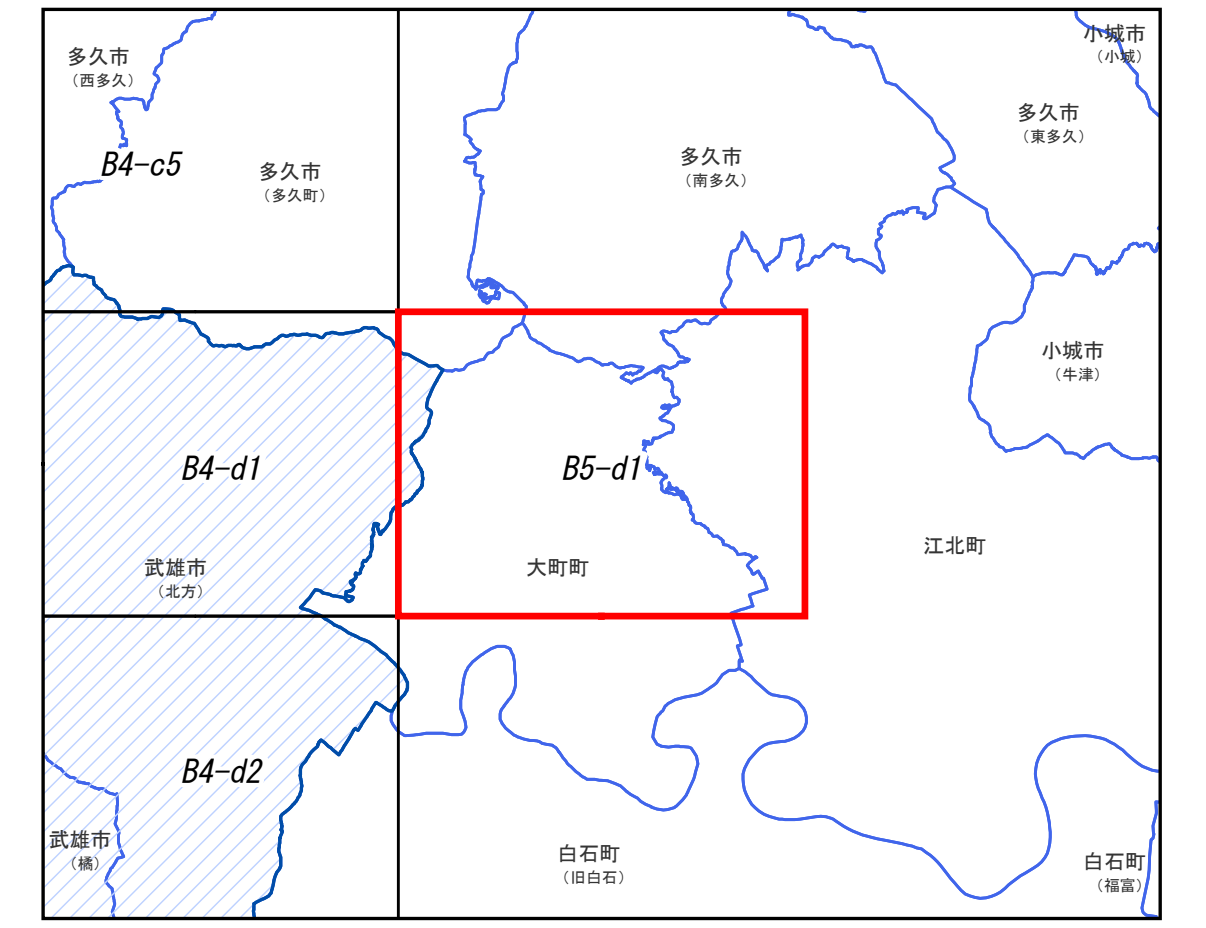 多久市
（西多久）
B4-c5
多久市
（多久町）
多久市
（南多久）
小城市
（小城）
多久市
（東多久）
小城市
（牛津）
B4-d1
武雄市
（北方）
B5-d1
大町町
江北町
B4-d2
武雄市
（橘）
白石町
（旧白石）
白石町
（福富）